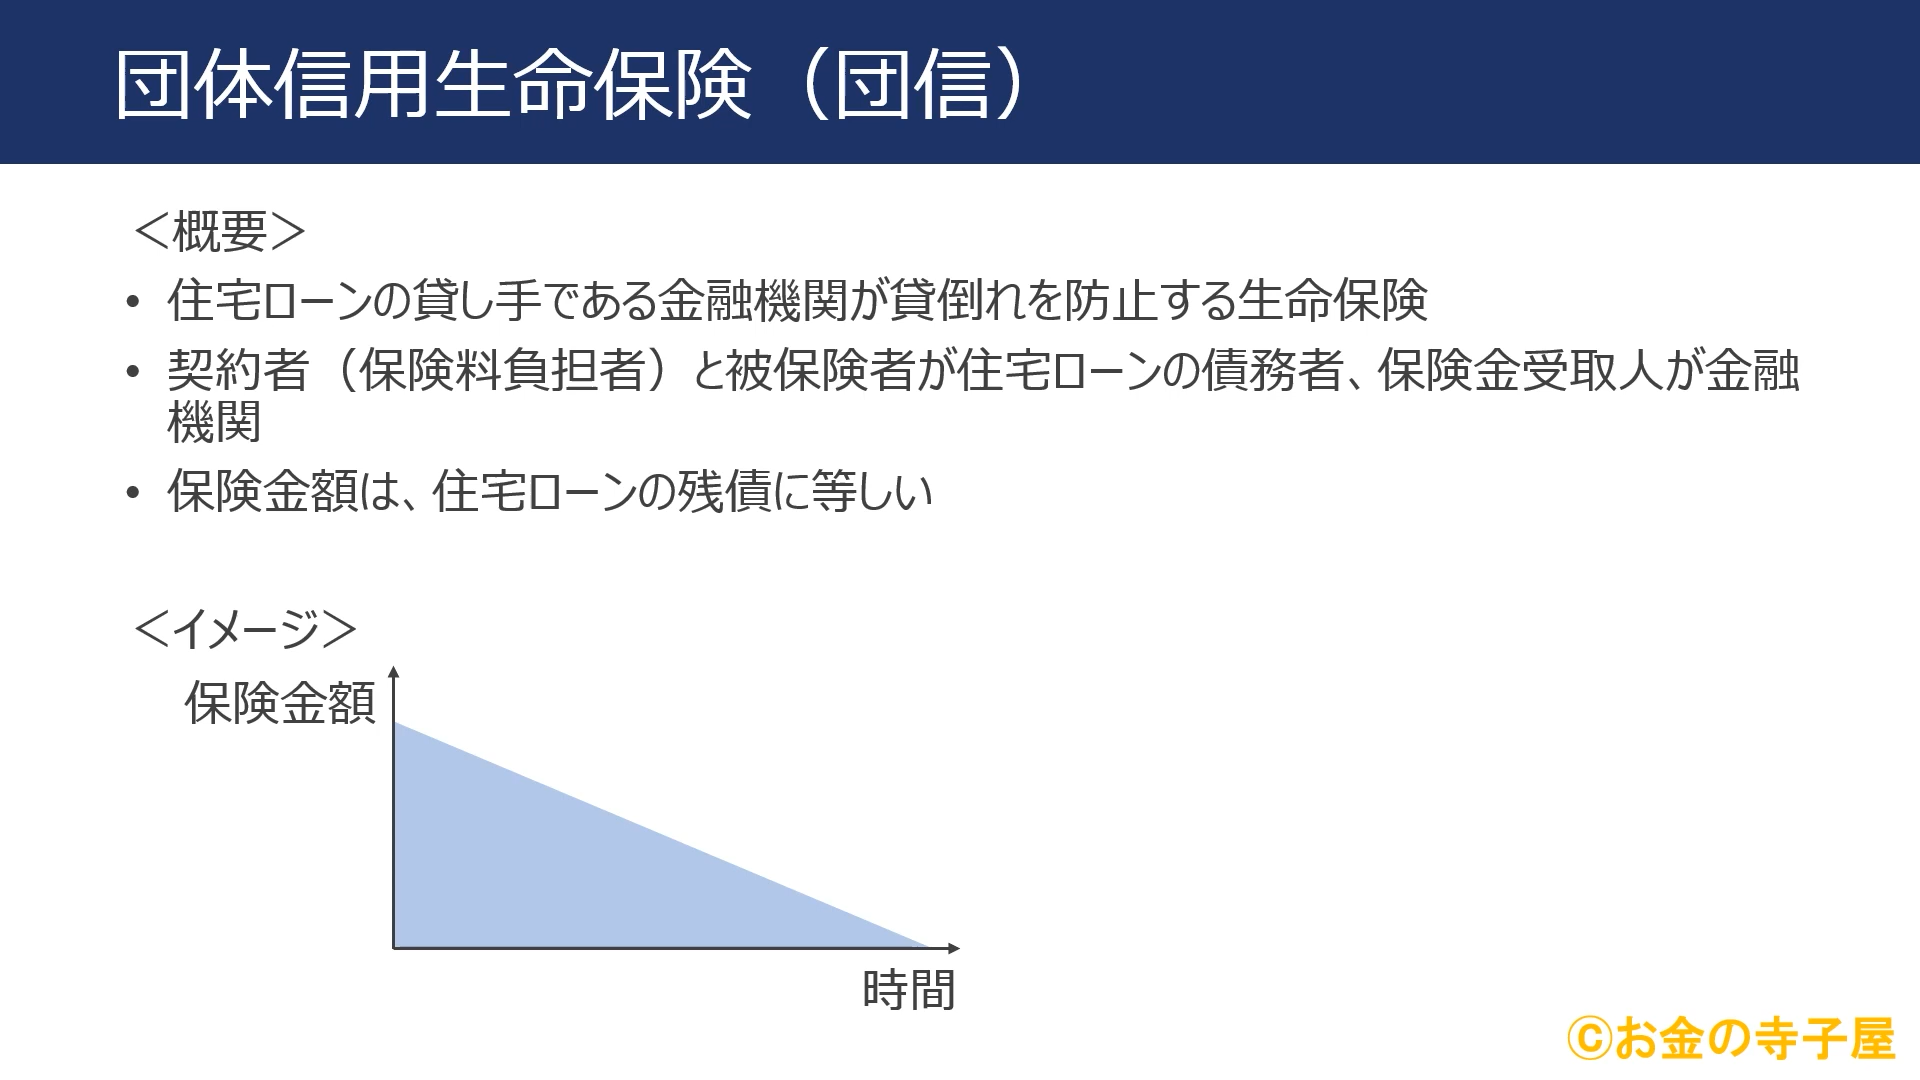 団体信用生命保険（団信）
＜概要＞
• 住宅ローンの貸し手である金融機関が貸倒れを防止する生命保険
• 契約者（保険料負担者）と被保険者が住宅ローンの債務者、保険金受取人が金融
機関
• 保険金額は、住宅ローンの残債に等しい
＜イメージ＞
保険金額
時間
©お金の寺子屋